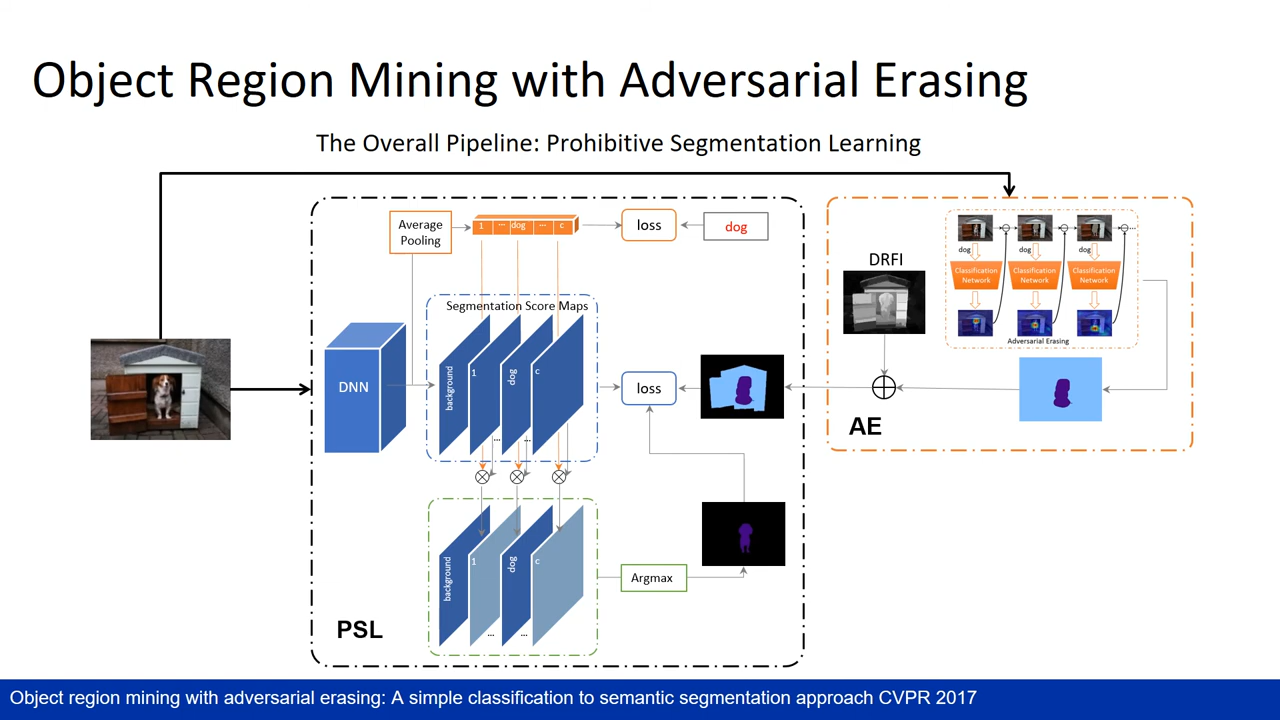 Object Region Mining with Adversarial Erasing
The Overall Pipeline: Prohibitive Segmentation Learning
Average
Pooling
1 ... dog ... c
loss
dog
Segmentation Score Maps
DNN
background
1
dog
c
...
...
loss
background
1
dog
c
...
...
Argmax
PSL
DRFI
dog
dog
dog
...
Classification
Network
Classification
Network
Classification
Network
Adversarial Erasing
AE
Object region mining with adversarial erasing: A simple classification to semantic segmentation approach CVPR 2017